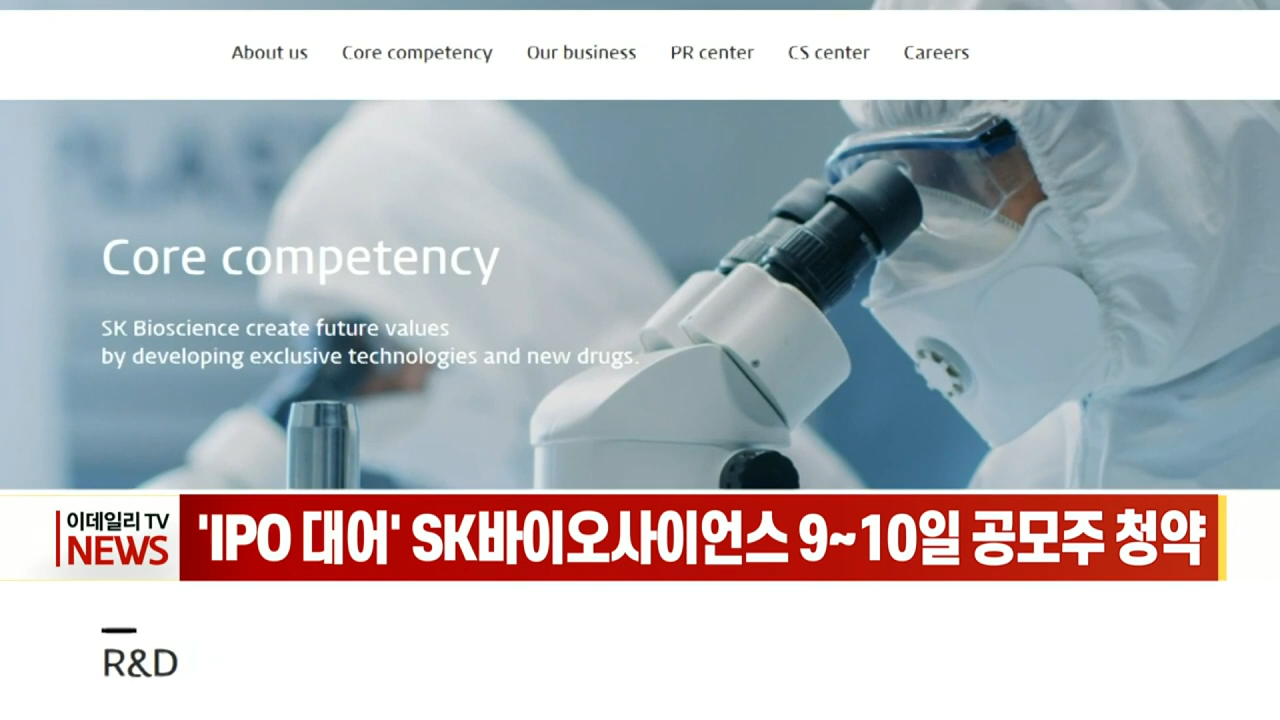 About us Core competency Our business PR center CS center Careers
Core competency
SK Bioscience create future values
by developing exclusive technologies and new drugs.
이데일리 TV
NEWS
'IPO 대어' SK바이오사이언스 9~10일 공모주 청약
R&D